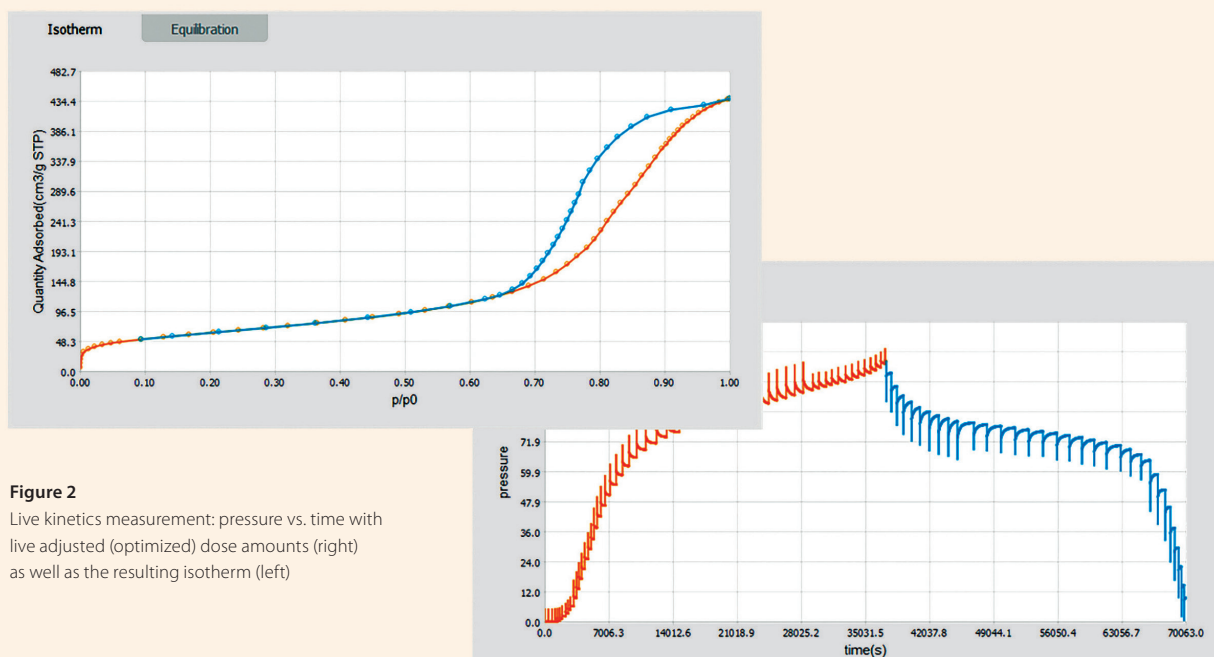 Isotherm
Equilibration
Quantity Adsorbed(cm3/g STP)
482.7
434.4
386.1
337.9
289.6
241.3
193.1
144.8
96.5
48.3
0.0
0.00 0.10 0.20 0.30 0.40 0.50 0.60 0.70 0.80 0.90 1.00
p/p0
pressure
71.9
59.9
47.9
36.0
24.0
12.0
0.0
0.0 7006.3 14012.6 21018.9 28025.2 35031.5 42037.8 49044.1 56050.4 63056.7 70063.0
time(s)
Figure 2
Live kinetics measurement: pressure vs. time with
live adjusted (optimized) dose amounts (right)
as well as the resulting isotherm (left)